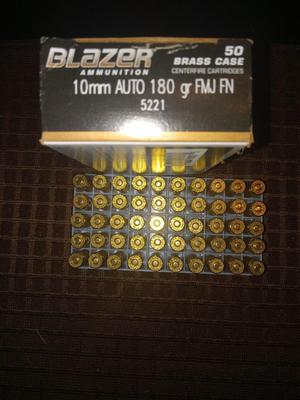 BLAZER 50
AMMUNITION BRASS CASE
CENTERFIRE CARTRIDGES
10mm AUTO 180 gr FMJ FN
5221